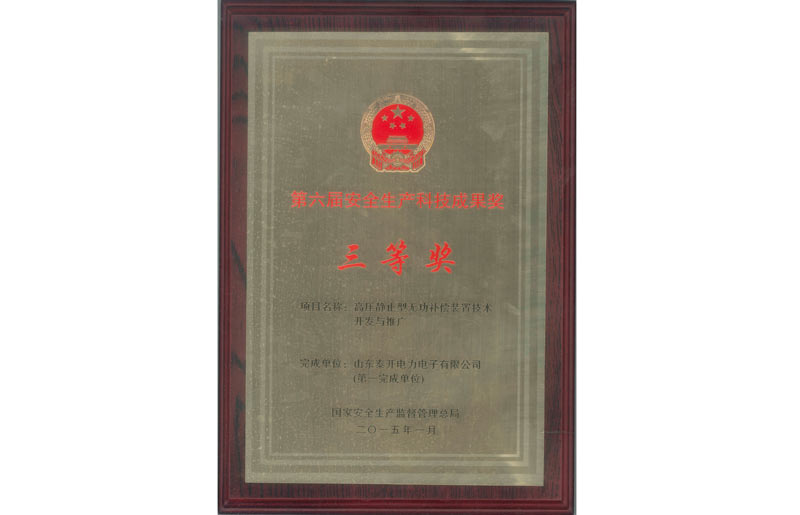 第六届安全生产科技成果奖
三等奖
项目名称：高压静止型无功补偿装置技术
开发与推广
完成单位：山东泰开电力电子有限公司
(第一完成单位)
国家安全生产监督管理总局
二〇一五年一月